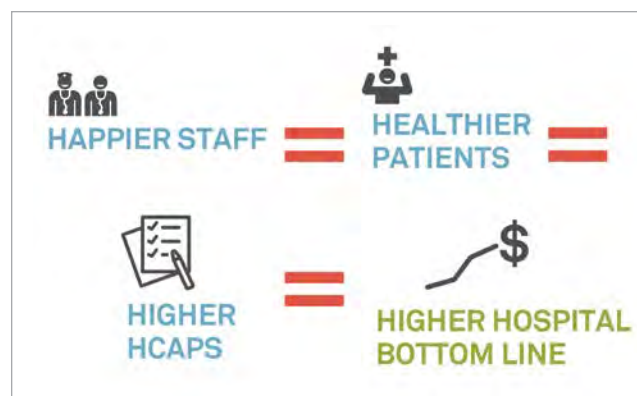 HAPPIER STAFF =
HEALTHIER
PATIENTS =
HIGHER
HCAPS =
$
HIGHER HOSPITAL
BOTTOM LINE